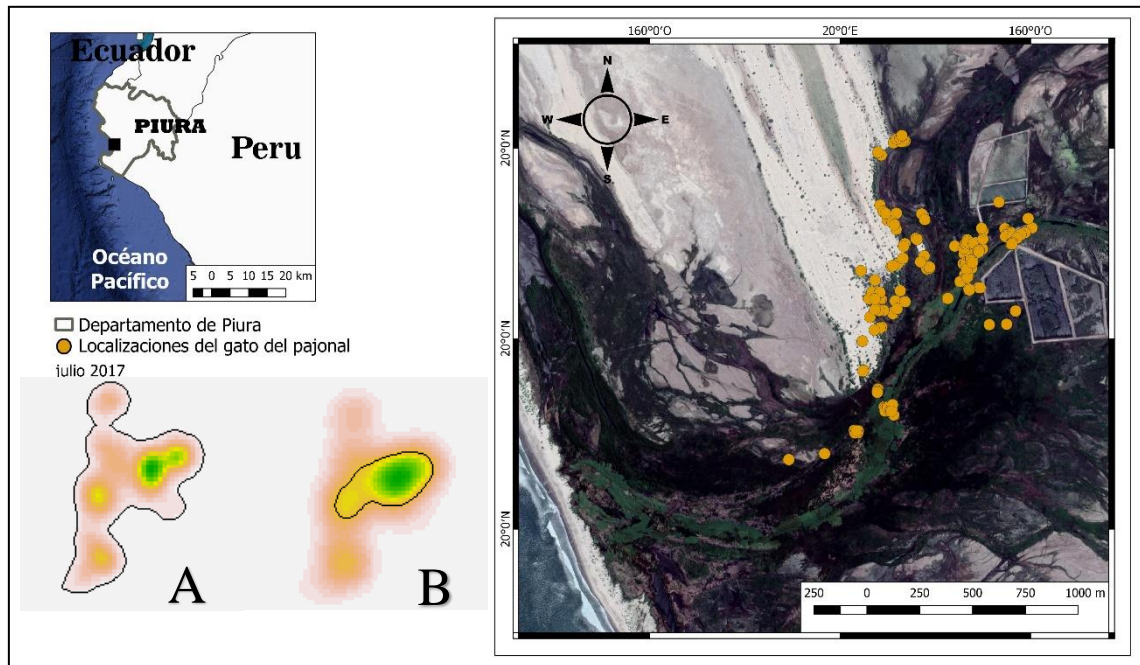 Ecuador
PIURA
Peru
Océano
Pacífico
5 0 5 10 15 20 km
Departamento de Piura
Localizaciones del gato del pajonal
julio 2017
A
B
160°0'E 20°0'E 160°0'E
N
W E
S
20°0'N
20°0'N
20°0'N
250 0 250 500 750 1000 m